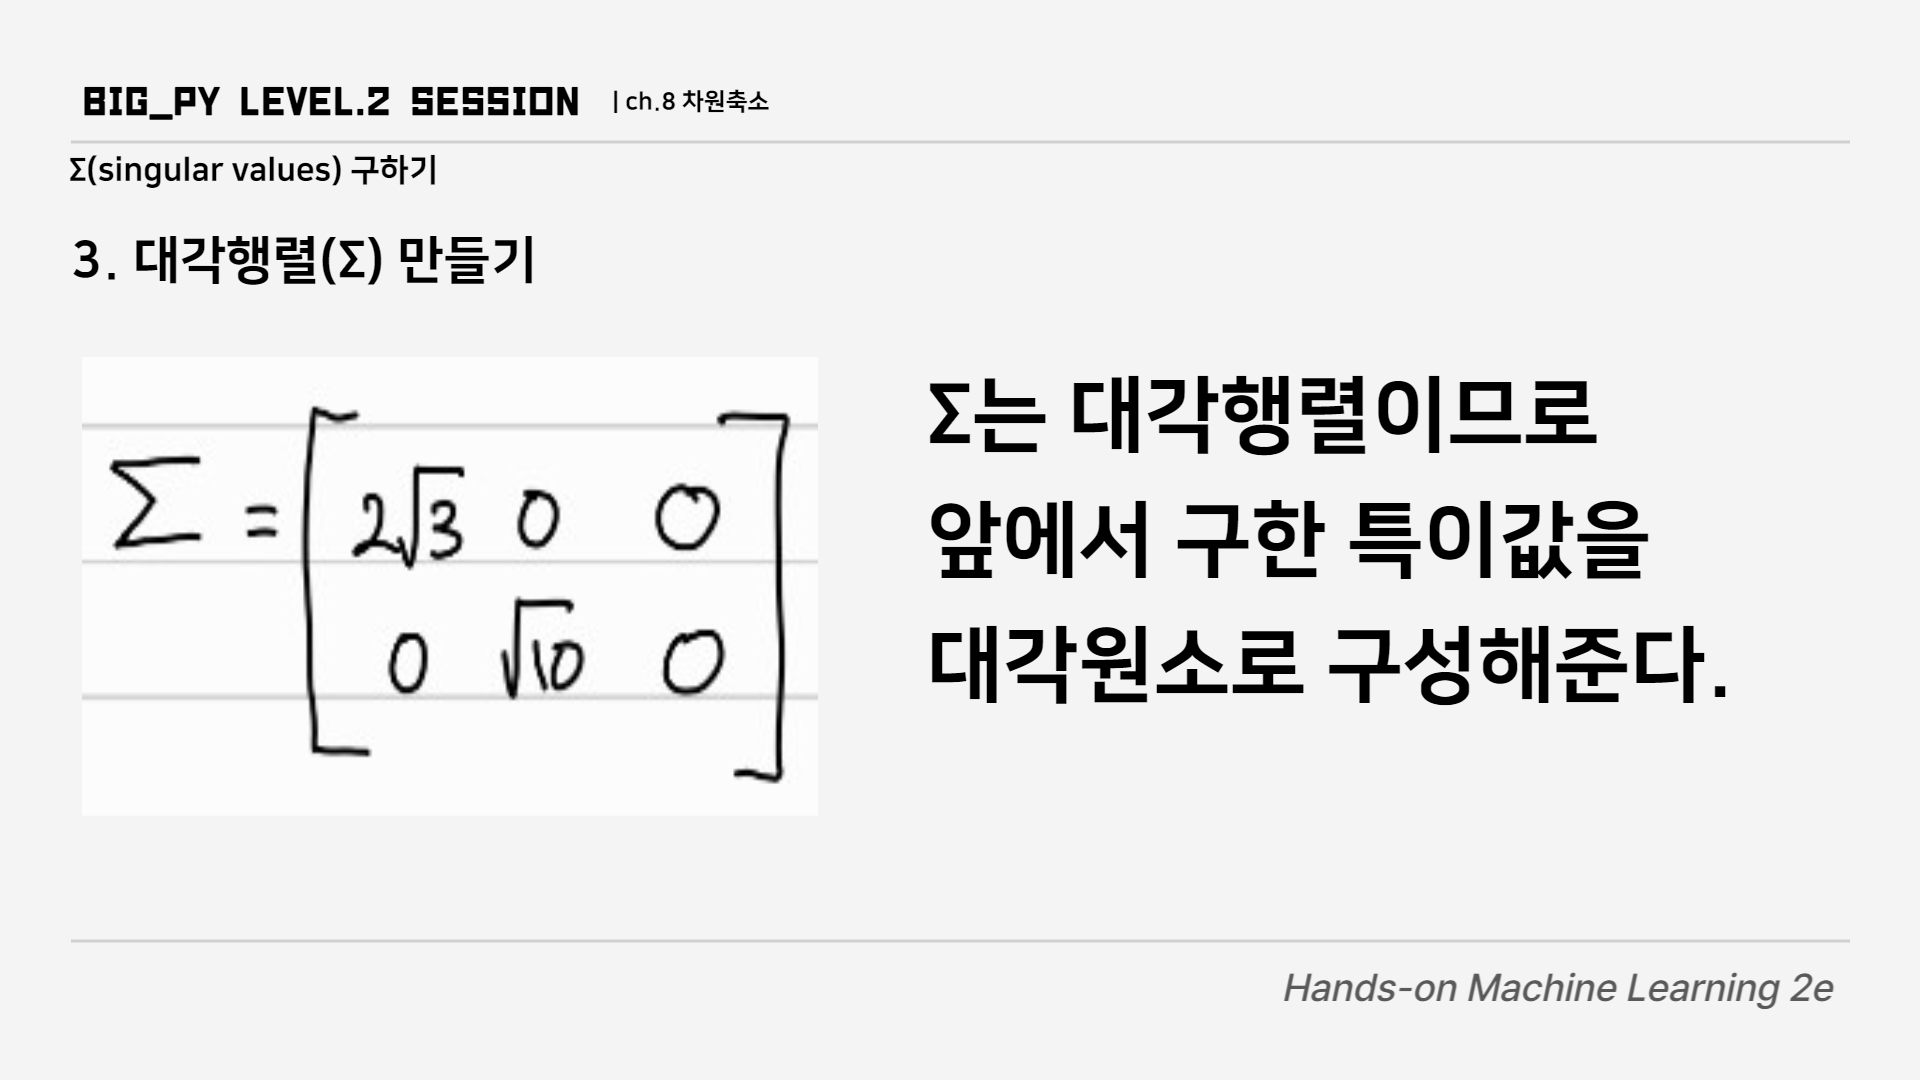 BIG_PY LEVEL.2 SESSION | ch.8 차원축소
Σ(singular values) 구하기
3. 대각행렬(Σ) 만들기
Σ = [ 2√3 0 0
0 √10 0 ]
Σ는 대각행렬이므로
앞에서 구한 특이값을
대각원소로 구성해준다.
Hands-on Machine Learning 2e